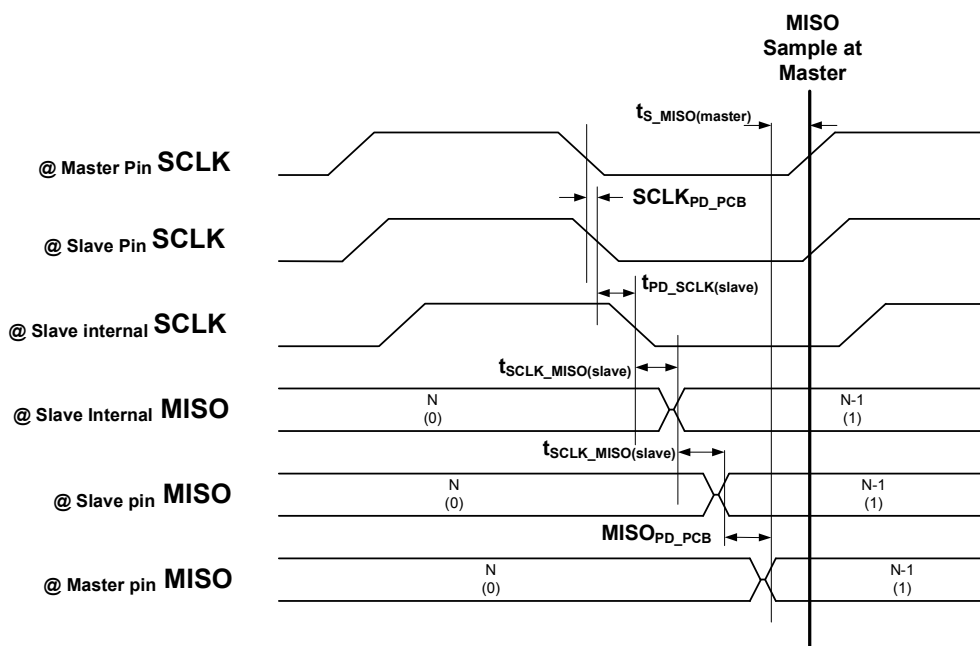 MISO
Sample at
Master
tS_MISO(master)
@ Master Pin SCLK
SCLKPD_PCB
@ Slave Pin SCLK
tPD_SCLK(slave)
@ Slave internal SCLK
tSCLK_MISO(slave)
@ Slave Internal MISO
N
(0)
N-1
(1)
tSCLK_MISO(slave)
@ Slave pin MISO
N
(0)
N-1
(1)
MISOPD_PCB
@ Master pin MISO
N
(0)
N-1
(1)